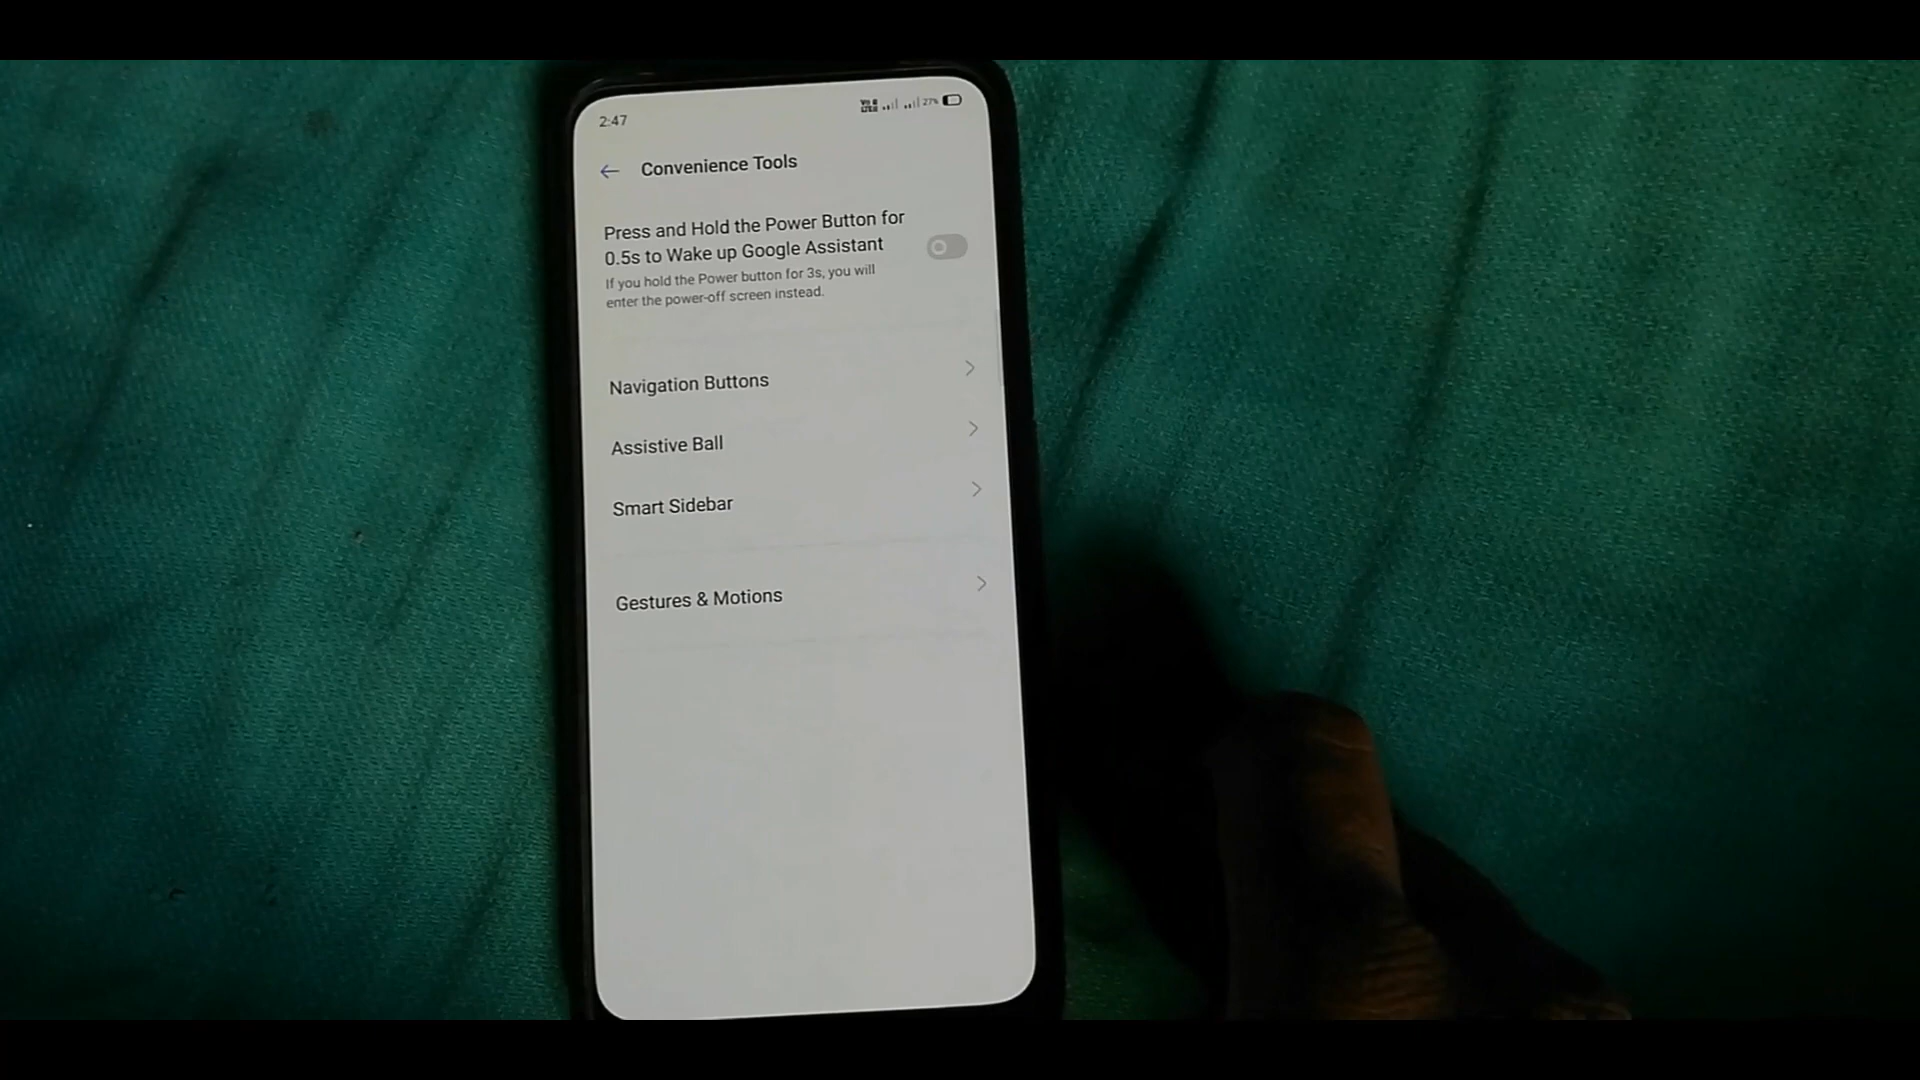 2:47
27%
Convenience Tools
Press and Hold the Power Button for
0.5s to Wake up Google Assistant
If you hold the Power button for 3s, you will
enter the power-off screen instead.
Navigation Buttons
Assistive Ball
Smart Sidebar
Gestures & Motions